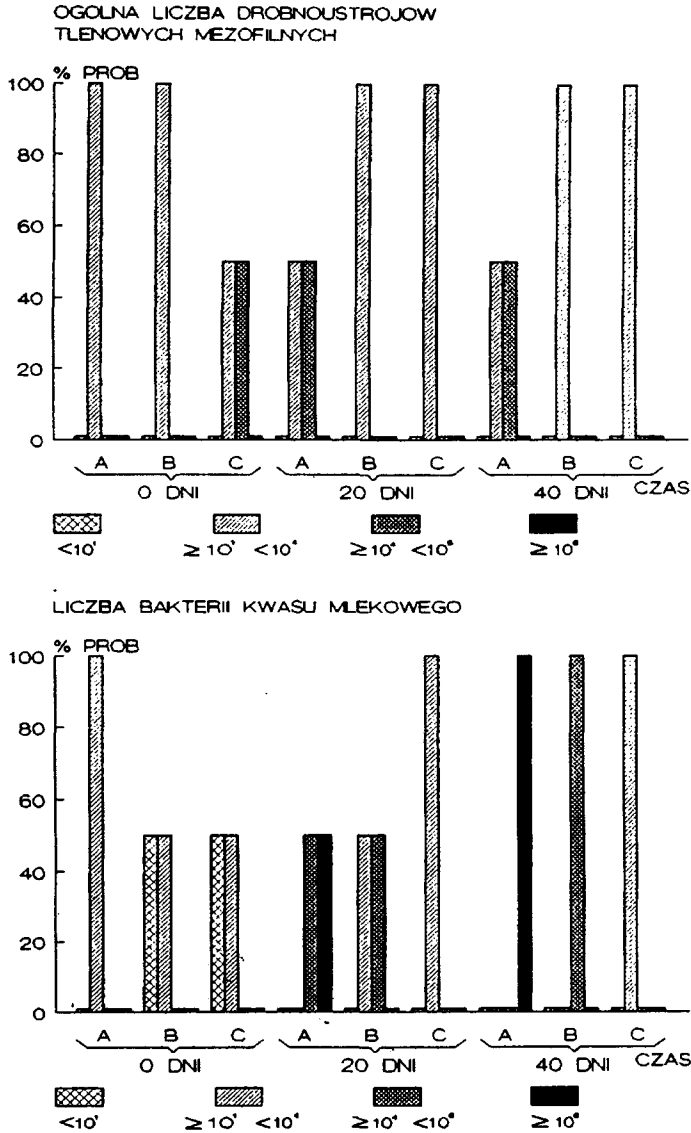 OGOLNA LICZBA DROBNOUSTROJOW
TLENOWYCH MEZOFILNYCH
% PROB
100
80
60
40
20
0
A B C A B C A B C
0 DNI 20 DNI 40 DNI CZAS
LICZBA BAKTERII KWASU MLEKOWEGO
% PROB
100
80
60
40
20
0
A B C A B C A B C
0 DNI 20 DNI 40 DNI CZAS